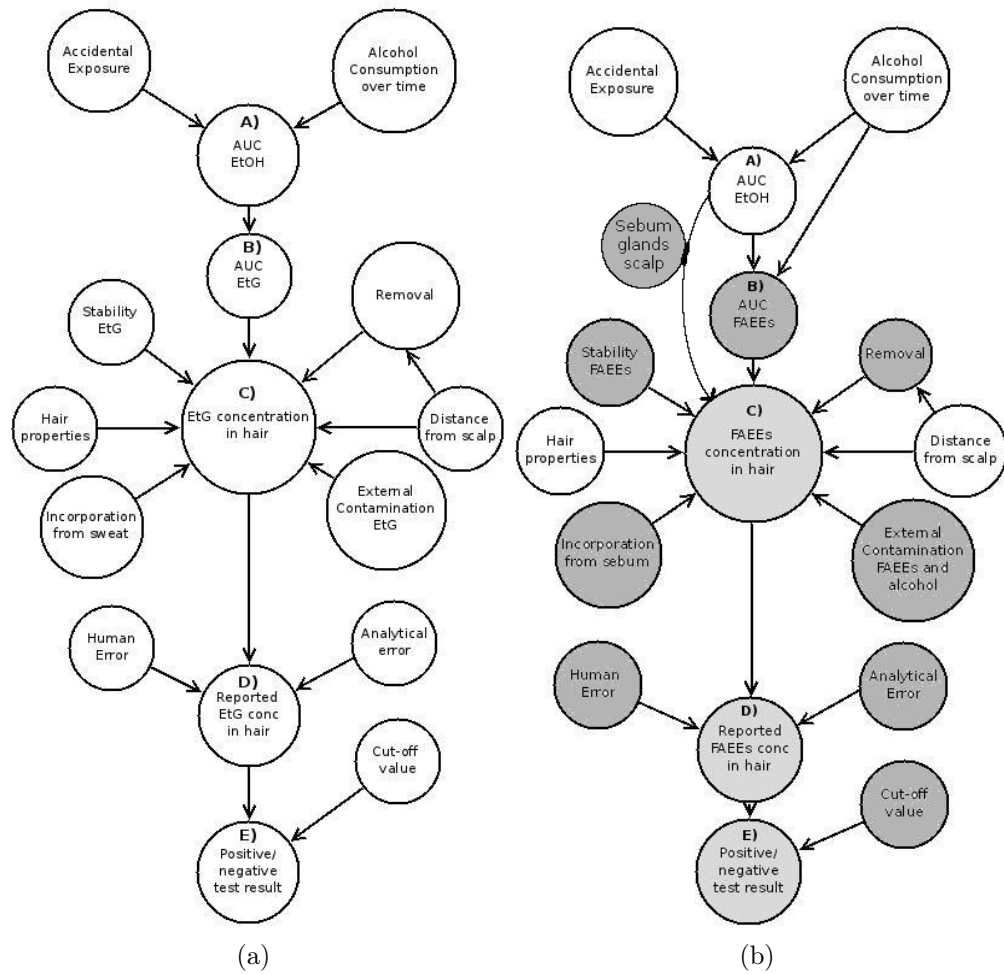 Accidental
Exposure
Alcohol
Consumption
over time
A)
AUC
EtOH
B)
AUC
EtG
Stability
EtG
Removal
C)
EtG concentration
in hair
Hair
properties
Distance
from scalp
Incorporation
from sweat
External
Contamination
EtG
Human
Error
Analytical
error
D)
Reported
EtG conc
in hair
Cut-off
value
E)
Positive/
negative
test result
(a)
Accidental
Exposure
Alcohol
Consumption
over time
A)
AUC
EtOH
Sebum
glands
scalp
B)
AUC
FAEEs
Stability
FAEEs
Removal
C)
FAEEs
concentration
in hair
Hair
properties
Distance
from scalp
Incorporation
from sebum
External
Contamination
FAEEs and
alcohol
Human
Error
Analytical
Error
D)
Reported
FAEEs conc
in hair
Cut-off
value
E)
Positive/
negative
test result
(b)